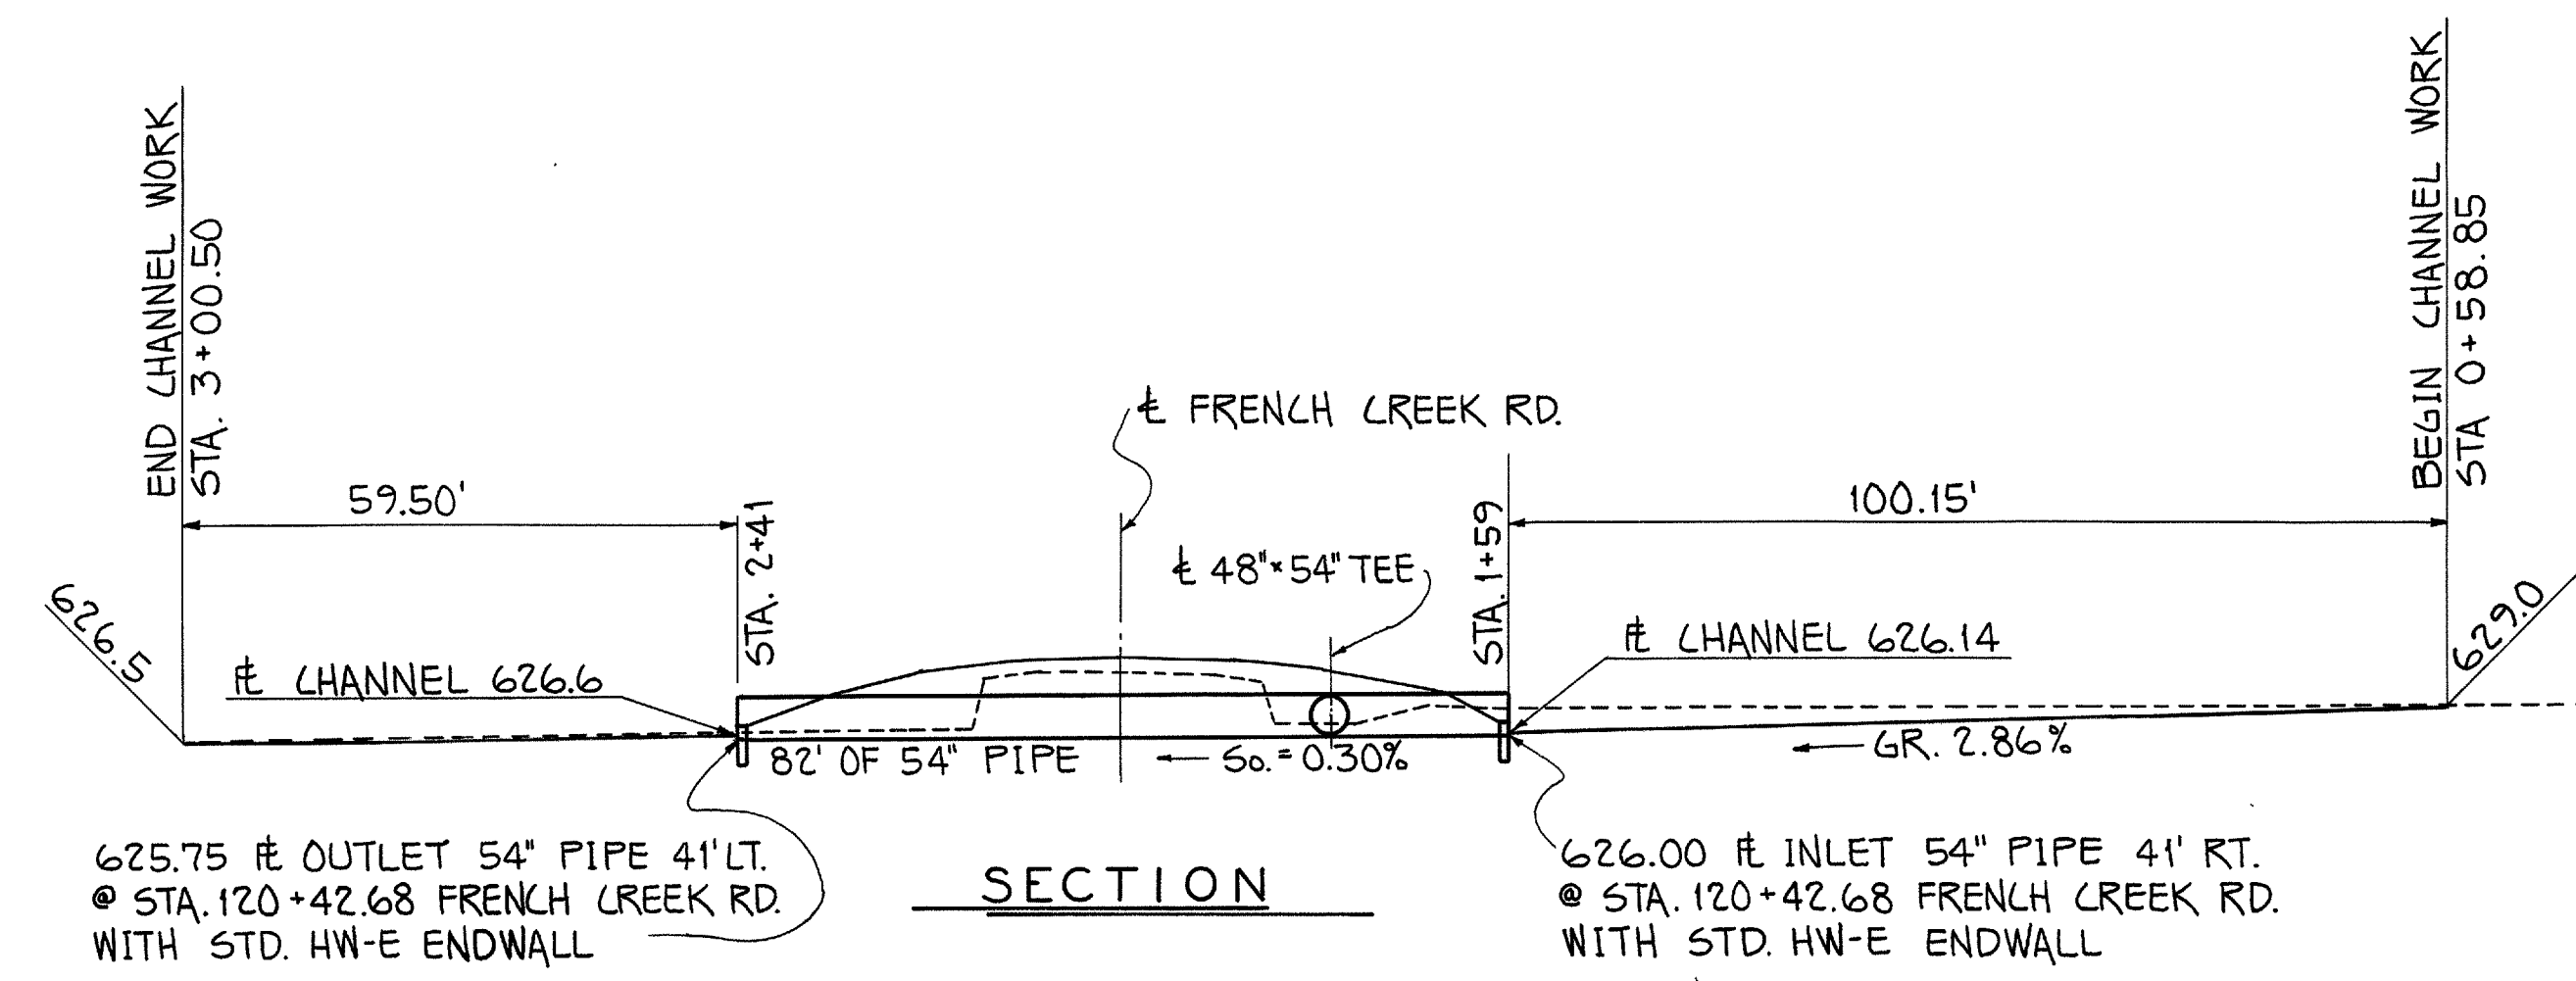 END CHANNEL WORK
STA. 3+00.50
BEGIN CHANNEL WORK
STA 0+58.85
℄ FRENCH CREEK RD.
59.50'
STA. 2+41
℄ 48"×54" TEE
STA. 1+59
100.15'
626.5
℄ CHANNEL 626.6
℄ CHANNEL 626.14
629.0
82' OF 54" PIPE
So.= 0.30%
GR. 2.86%
625.75 ℄ OUTLET 54" PIPE 41' LT.
@ STA. 120+42.68 FRENCH CREEK RD.
WITH STD. HW-E ENDWALL
SECTION
626.00 ℄ INLET 54" PIPE 41' RT.
@ STA. 120+42.68 FRENCH CREEK RD.
WITH STD. HW-E ENDWALL